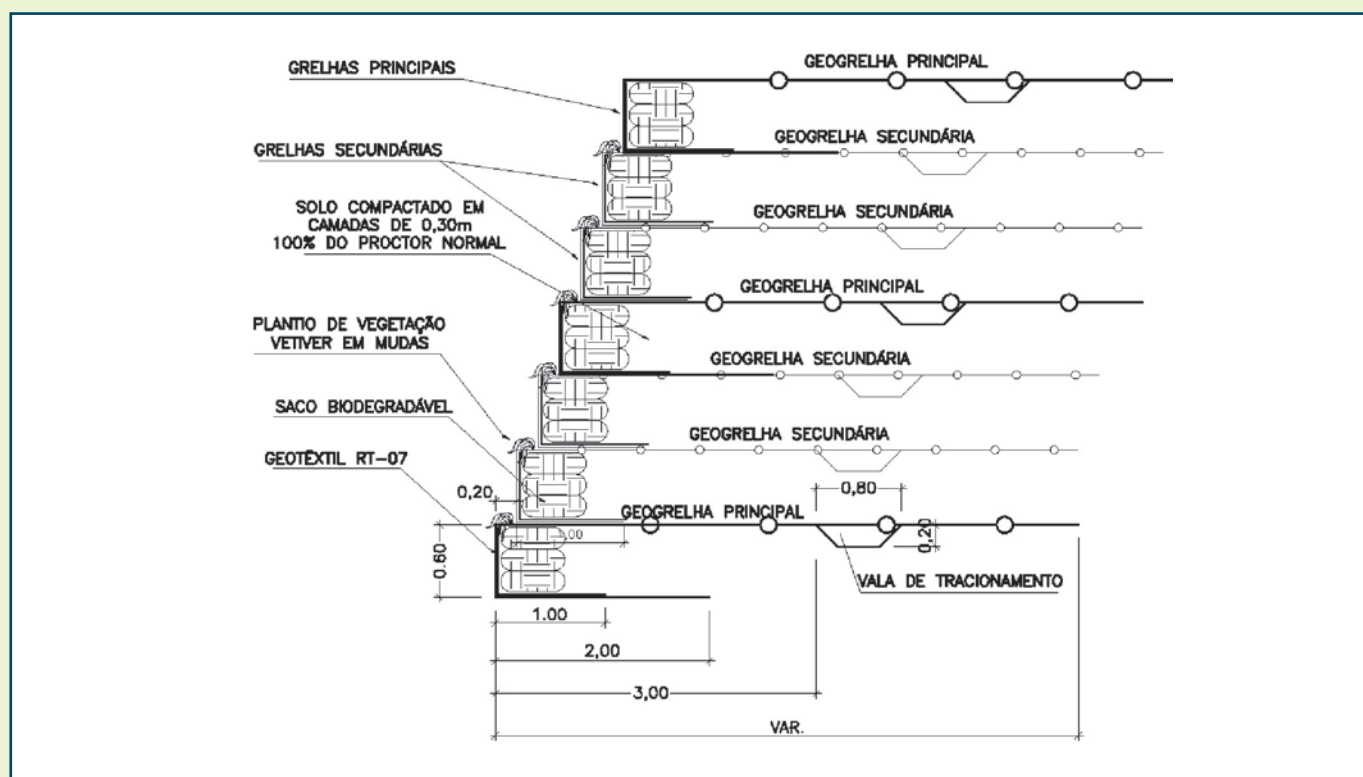 GEOGRELHA PRINCIPAL
GRELHAS PRINCIPAIS
GEOGRELHA SECUNDÁRIA
GRELHAS SECUNDÁRIAS
SOLO COMPACTADO EM
CAMADAS DE 0,30m
100% DO PROCTOR NORMAL
GEOGRELHA SECUNDÁRIA
GEOGRELHA PRINCIPAL
PLANTIO DE VEGETAÇÃO
VETIVER EM MUDAS
GEOGRELHA SECUNDÁRIA
SACO BIODEGRADÁVEL
GEOGRELHA SECUNDÁRIA
GEOTÊXTIL RT-07
0,20
0,80
GEOGRELHA PRINCIPAL
0.60
0,20
VALA DE TRACIONAMENTO
1.00
2,00
3,00
VAR.